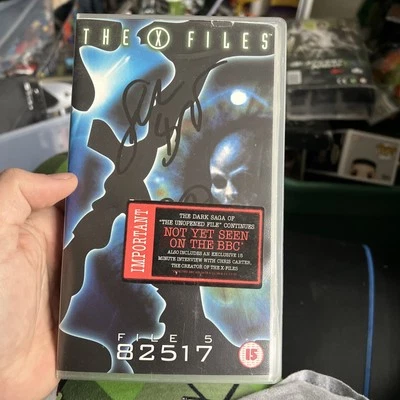 THE X FILES
IMPORTANT
THE DARK SAGA OF
"THE UNOPENED FILE" CONTINUES
NOT YET SEEN
ON THE BBC*
ALSO INCLUDES AN EXCLUSIVE 15
MINUTE INTERVIEW WITH CHRIS CARTER,
THE CREATOR OF THE X-FILES
FILE 5
82517
15